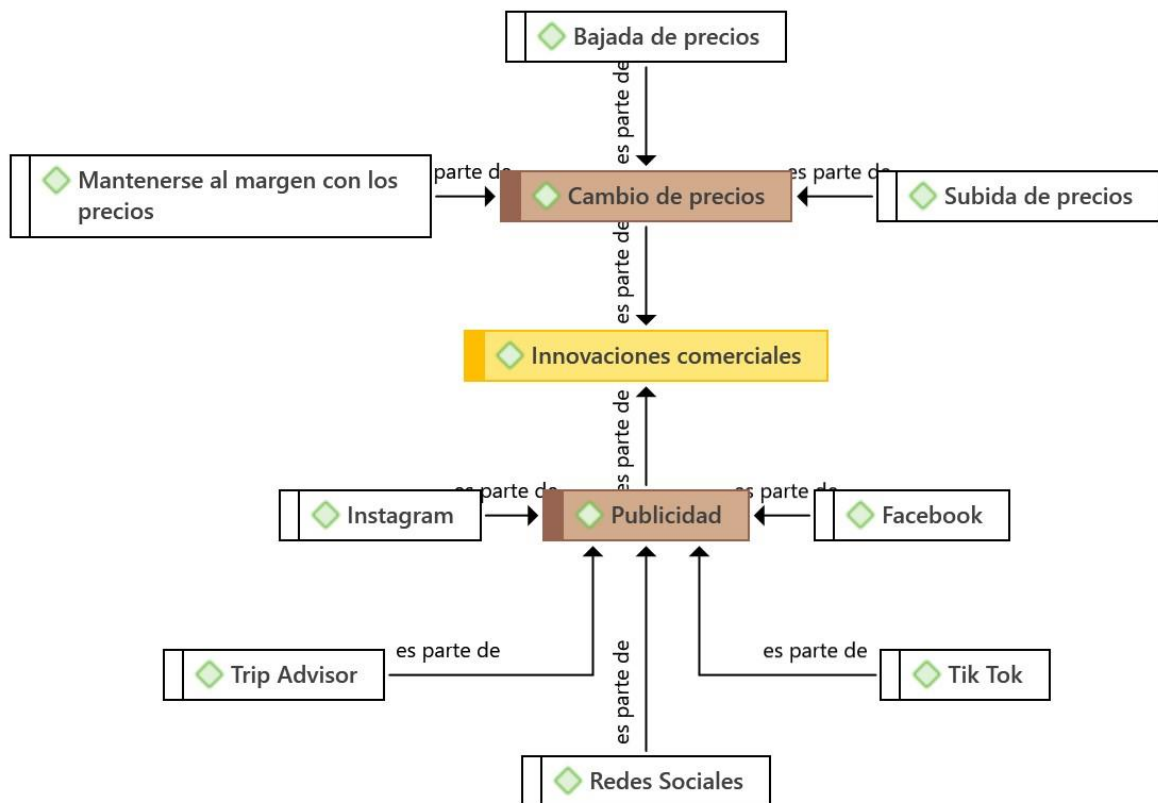 Bajada de precios
es parte de
Mantenerse al margen con los
precios
parte de
Cambio de precios
es parte de
Subida de precios
es parte de
Innovaciones comerciales
es parte de
Instagram
es parte de
Publicidad
es parte de
Facebook
Trip Advisor
es parte de
es parte de
es parte de
Tik Tok
Redes Sociales